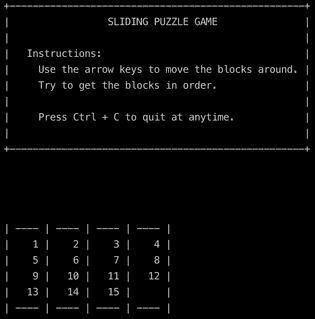 SLIDING PUZZLE GAME
Instructions:
Use the arrow keys to move the blocks around.
Try to get the blocks in order.
Press Ctrl + C to quit at anytime.
| ---- | ---- | ---- | ---- |
| 1 | 2 | 3 | 4 |
| 5 | 6 | 7 | 8 |
| 9 | 10 | 11 | 12 |
| 13 | 14 | 15 | |
| ---- | ---- | ---- | ---- |